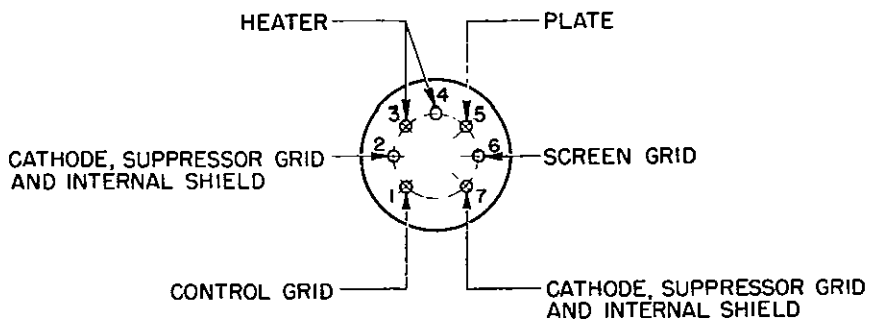 HEATER
PLATE
4
3
5
2
6
CATHODE, SUPPRESSOR GRID
AND INTERNAL SHIELD
SCREEN GRID
1
7
CONTROL GRID
CATHODE, SUPPRESSOR GRID
AND INTERNAL SHIELD